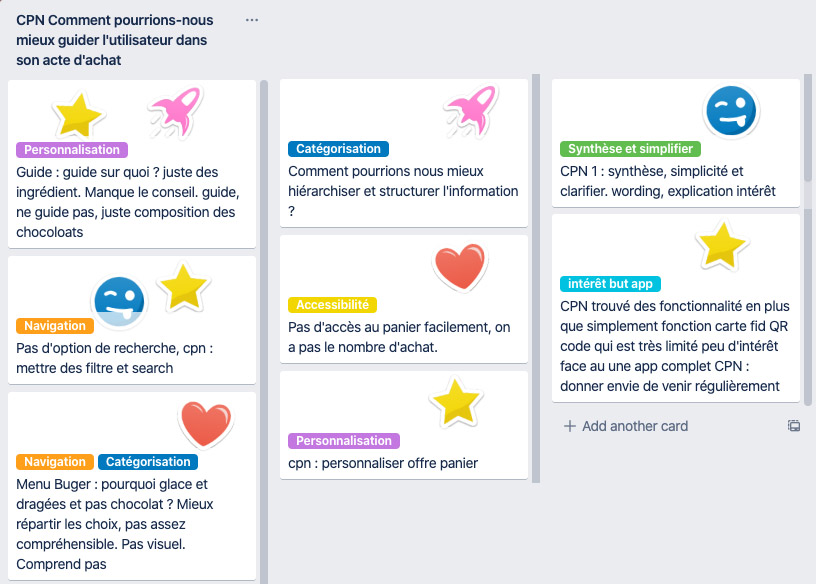 CPN Comment pourrions-nous
mieux guider l'utilisateur dans
son acte d'achat
Personnalisation
Guide : guide sur quoi ? juste des
ingrédient. Manque le conseil. guide,
ne guide pas, juste composition des
chocoloats
Navigation
Pas d'option de recherche, cpn :
mettre des filtre et search
Navigation Catégorisation
Menu Buger : pourquoi glace et
dragées et pas chocolat ? Mieux
répartir les choix, pas assez
compréhensible. Pas visuel.
Comprend pas
Catégorisation
Comment pourrions nous mieux
hiérarchiser et structurer l'information
?
Accessibilité
Pas d'accès au panier facilement, on
a pas le nombre d'achat.
Personnalisation
cpn : personnaliser offre panier
Synthèse et simplifier
CPN 1 : synthèse, simplicité et
clarifier. wording, explication intérêt
intérêt but app
CPN trouvé des fonctionnalité en plus
que simplement fonction carte fid QR
code qui est très limité peu d'intérêt
face au une app complet CPN :
donner envie de venir régulièrement
Add another card